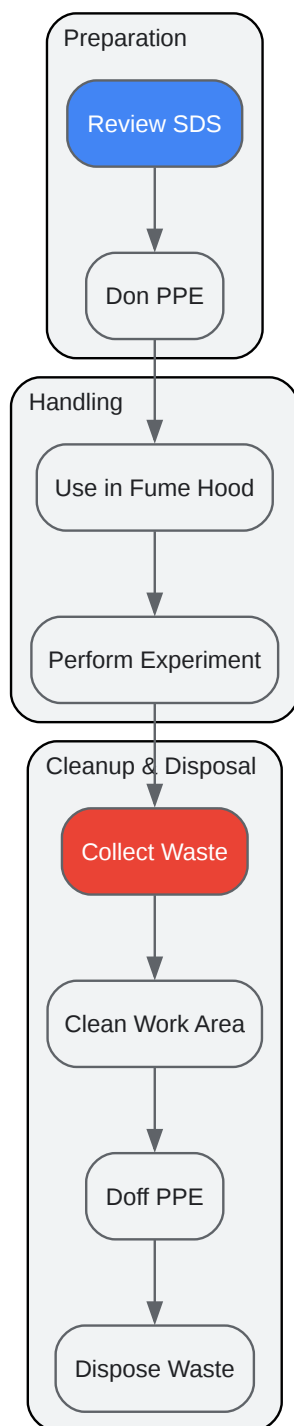 Preparation
Review SDS
Don PPE
Handling
Use in Fume Hood
Perform Experiment
Cleanup & Disposal
Collect Waste
Clean Work Area
Doff PPE
Dispose Waste